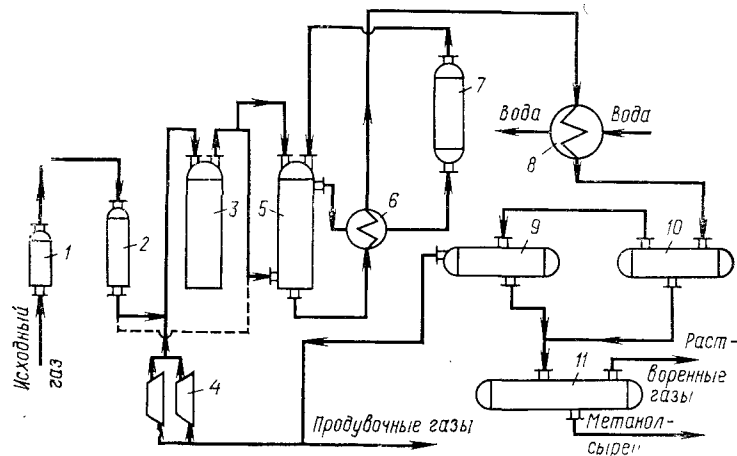 Исходный
газ
1
2
3
4
5
6
7
Вода
Вода
8
9
10
11
Раст-
воренные
газы
Метанол-
сырец
Продувочные газы